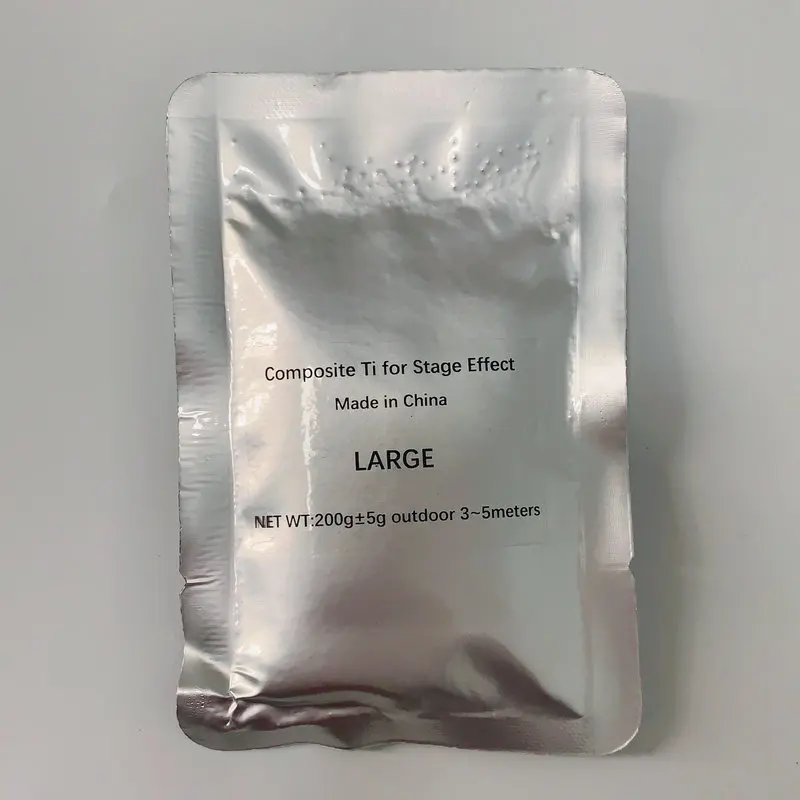 Composite Ti for Stage Effect
Made in China
LARGE
NET WT:200g±5g outdoor 3~5meters